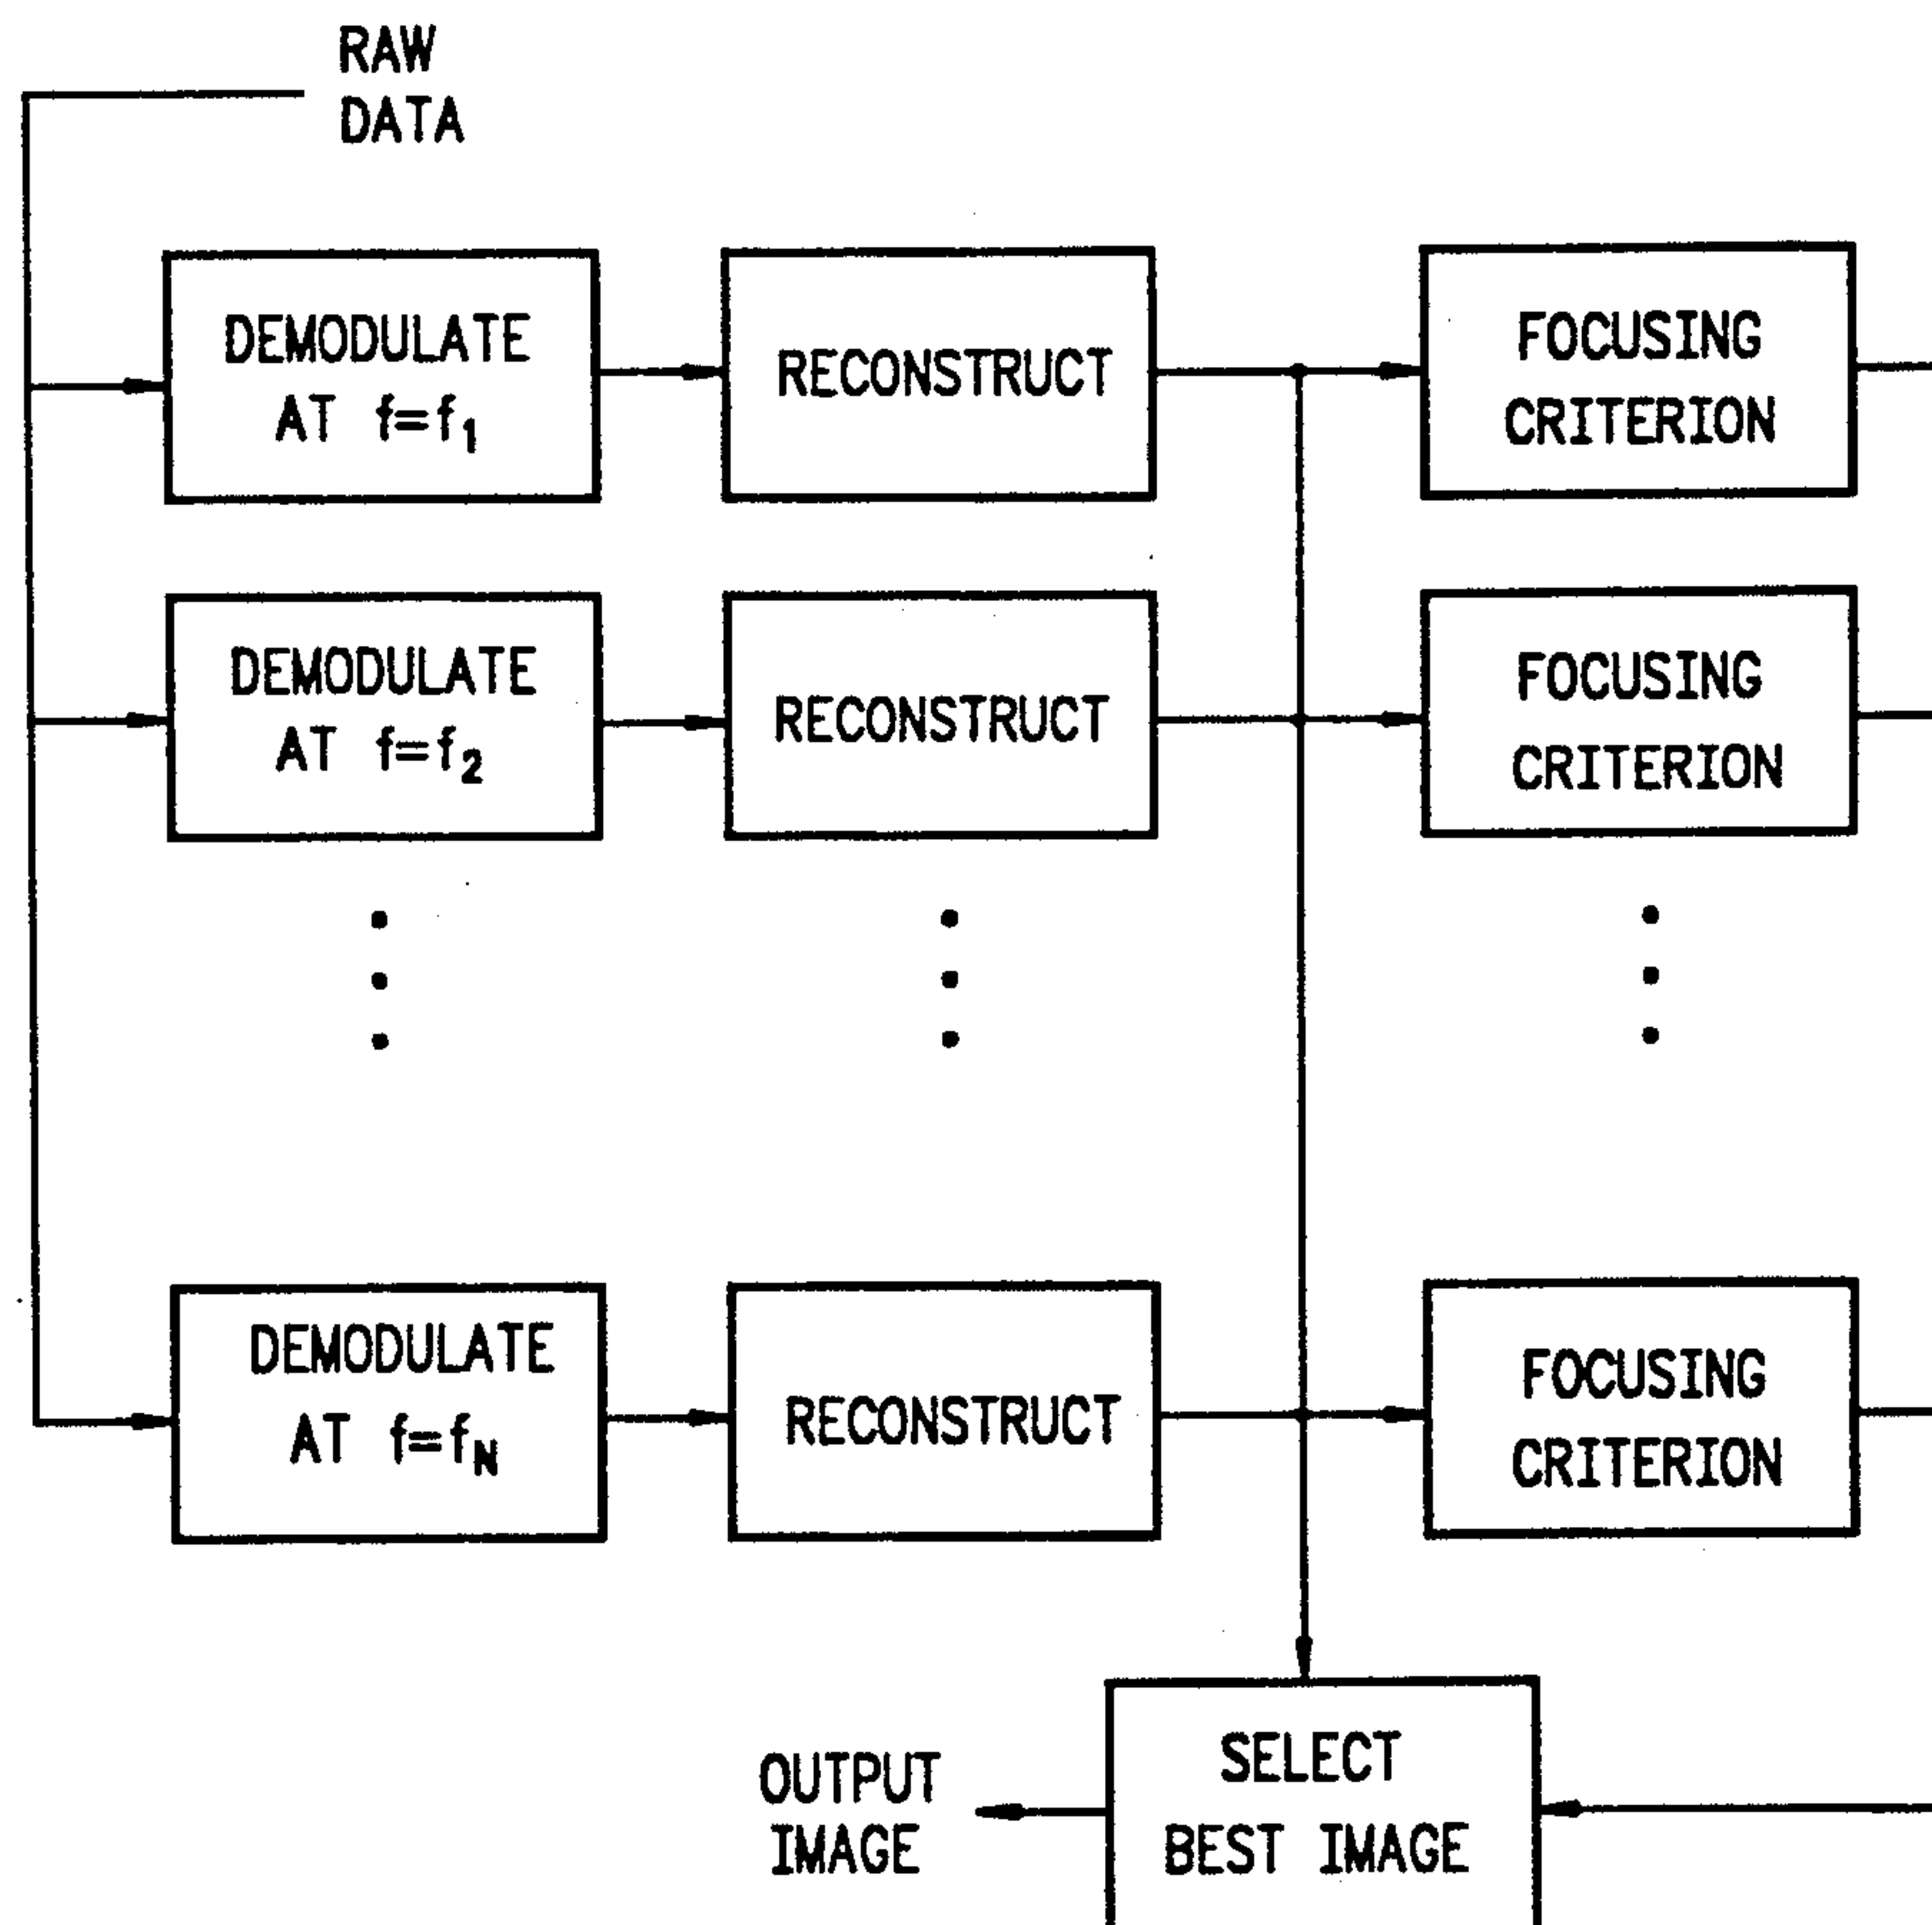 RAW
DATA
DEMODULATE
AT f=f₁
RECONSTRUCT
FOCUSING
CRITERION
DEMODULATE
AT f=f₂
RECONSTRUCT
FOCUSING
CRITERION
DEMODULATE
AT f=fN
RECONSTRUCT
FOCUSING
CRITERION
SELECT
BEST IMAGE
OUTPUT
IMAGE